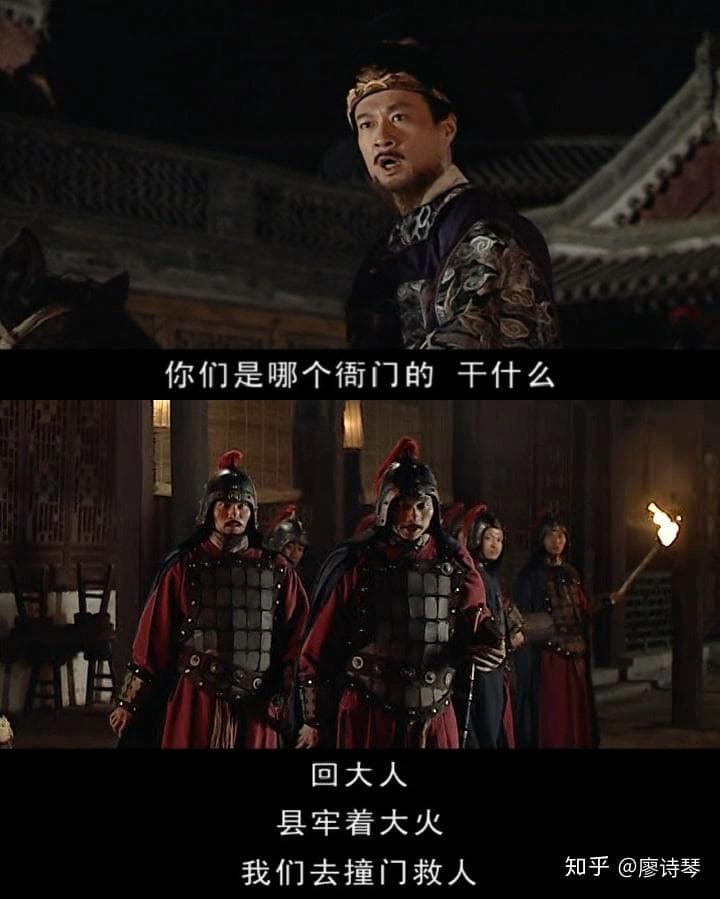 你们是哪个衙门的 干什么
回大人
县牢着大火
我们去撞门救人
知乎 @廖诗琴